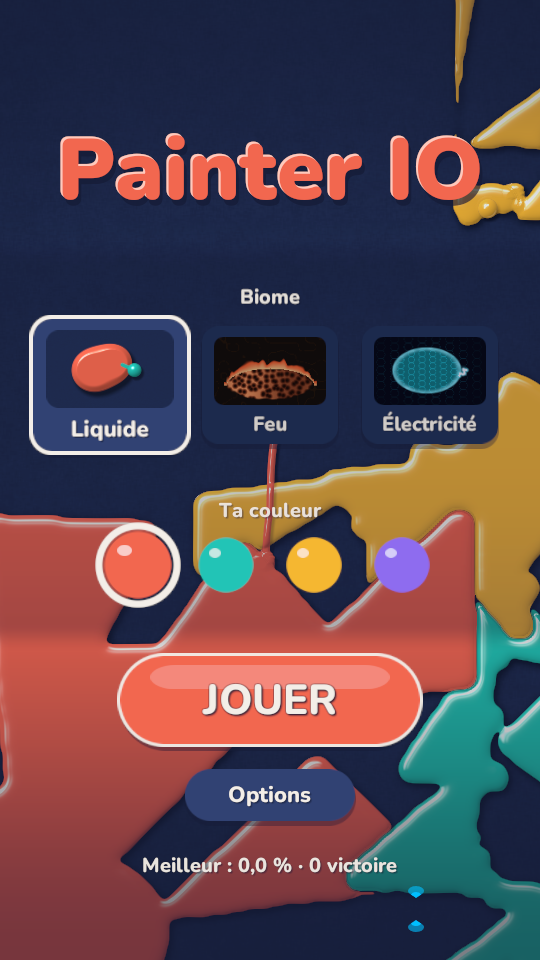 Painter IO
Biome
Liquide
Feu
Électricité
Ta couleur
JOUER
Options
Meilleur : 0,0 % · 0 victoire